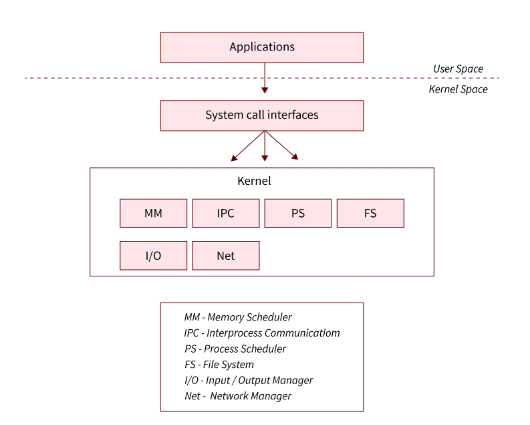 Applications
User Space
Kernel Space
System call interfaces
Kernel
MM IPC PS FS
I/O Net
MM - Memory Scheduler
IPC - Interprocess Communicatiom
PS - Process Scheduler
FS - File System
I/O - Input / Output Manager
Net - Network Manager